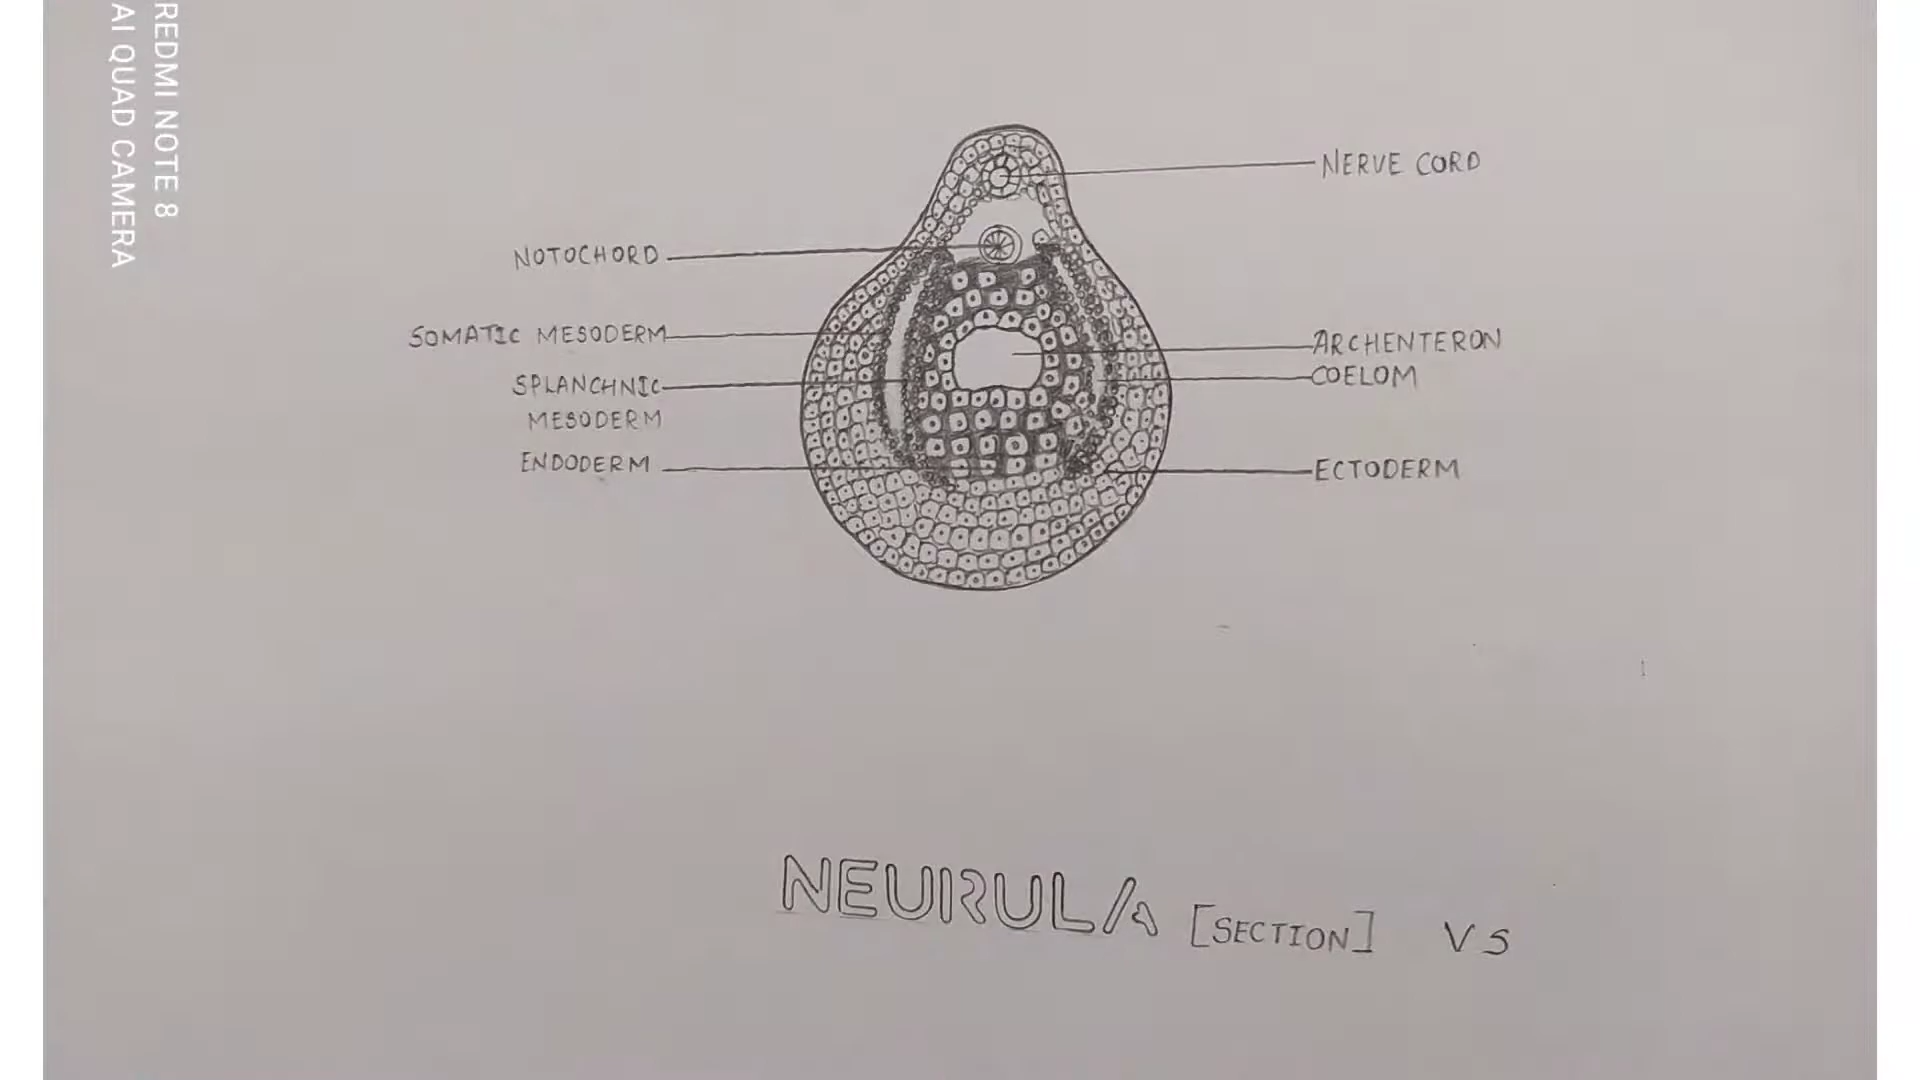 REDMI NOTE 8
AI QUAD CAMERA
NERVE CORD
NOTOCHORD
SOMATIC MESODERM
ARCHENTERON
SPLANCHNIC
MESODERM
COELOM
ENDODERM
ECTODERM
NEURULA [SECTION] VS